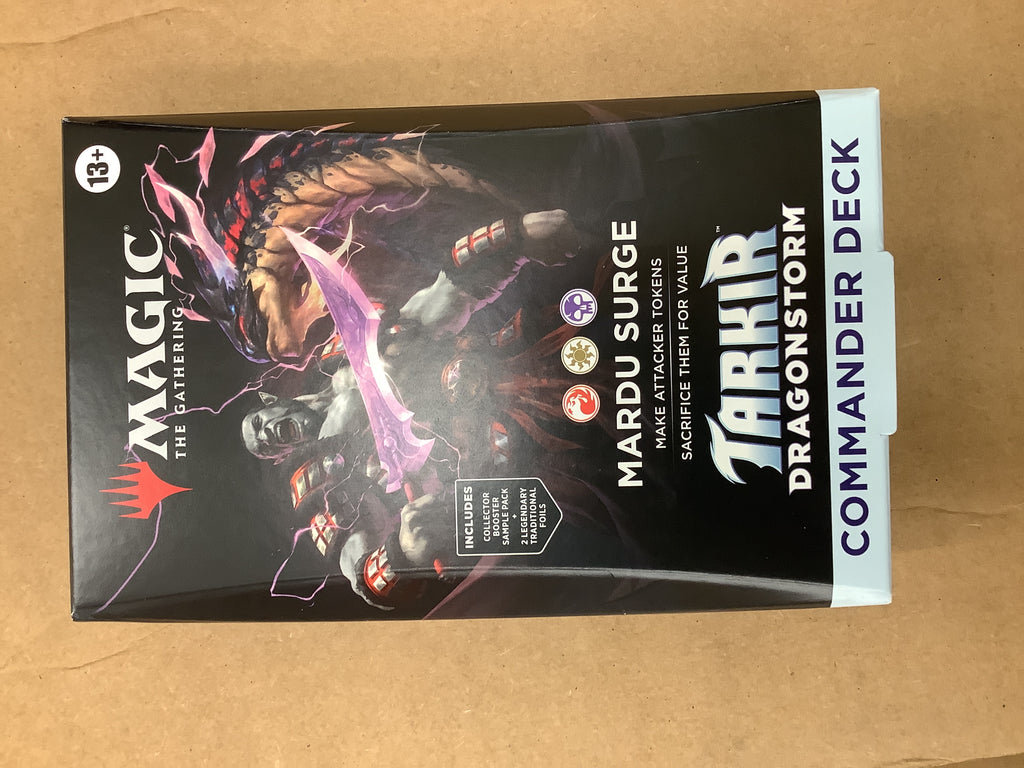 13+
MAGIC®
THE GATHERING
INCLUDES
COLLECTOR
BOOSTER
SAMPLE PACK
+
2 LEGENDARY
TRADITIONAL
FOILS
MARDU SURGE
MAKE ATTACKER TOKENS
SACRIFICE THEM FOR VALUE
TARKIR™
DRAGONSTORM
COMMANDER DECK